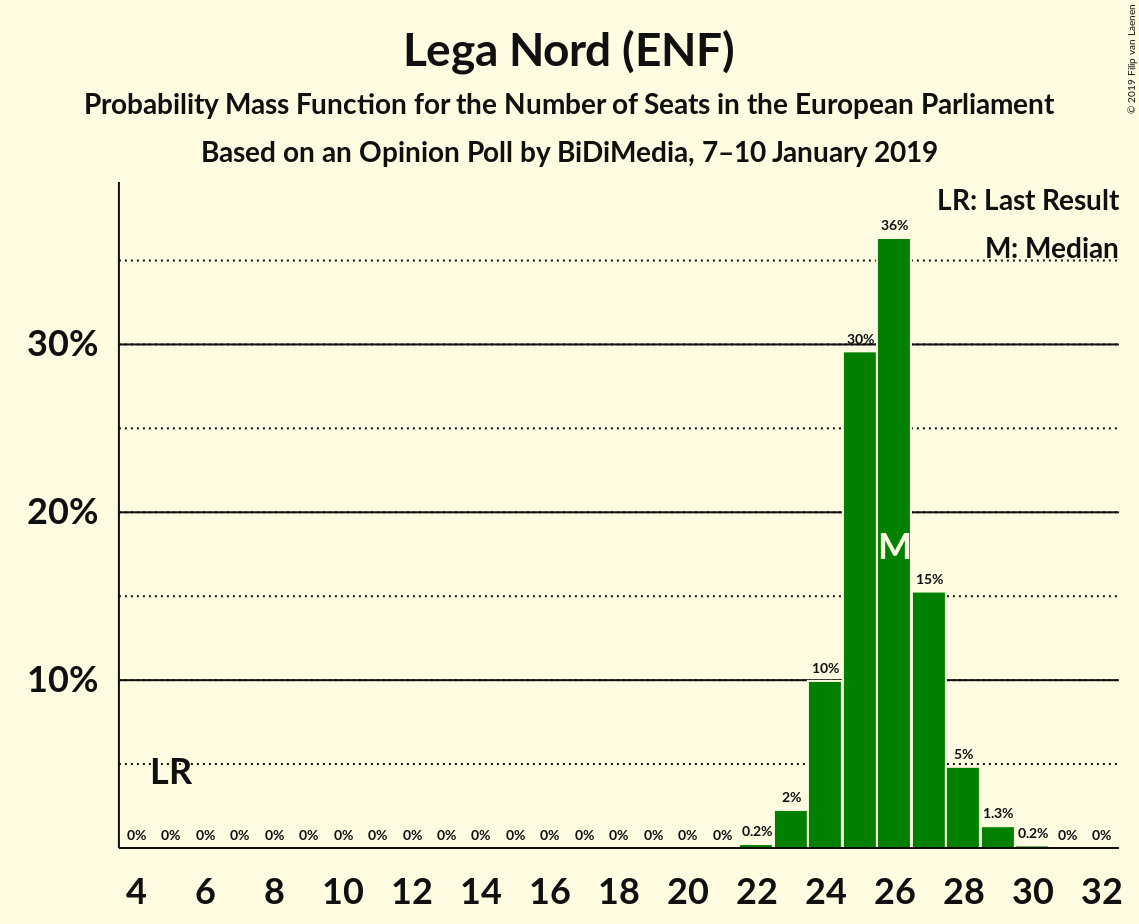 Lega Nord (ENF)
Probability Mass Function for the Number of Seats in the European Parliament
Based on an Opinion Poll by BiDiMedia, 7–10 January 2019
© 2019 Filip van Laenen
LR: Last Result
M: Median
30%
20%
10%
36%
30%
M
15%
10%
LR
5%
0% 0% 0% 0% 0% 0% 0% 0% 0% 0% 0% 0% 0% 0% 0% 0% 0% 0% 0.2% 2% 1.3% 0.2% 0% 0%
4 6 8 10 12 14 16 18 20 22 24 26 28 30 32